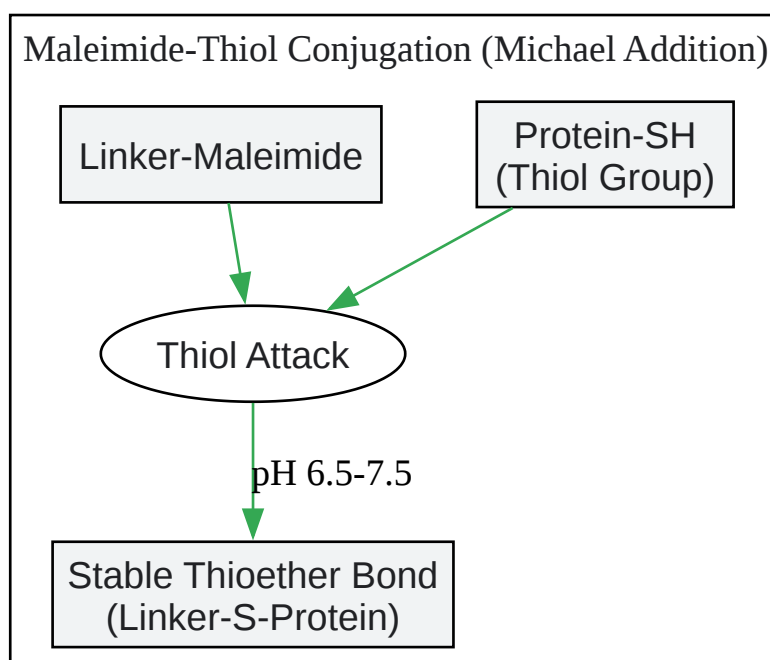 Maleimide-Thiol Conjugation (Michael Addition)
Linker-Maleimide
Protein-SH
(Thiol Group)
Thiol Attack
pH 6.5-7.5
Stable Thioether Bond
(Linker-S-Protein)